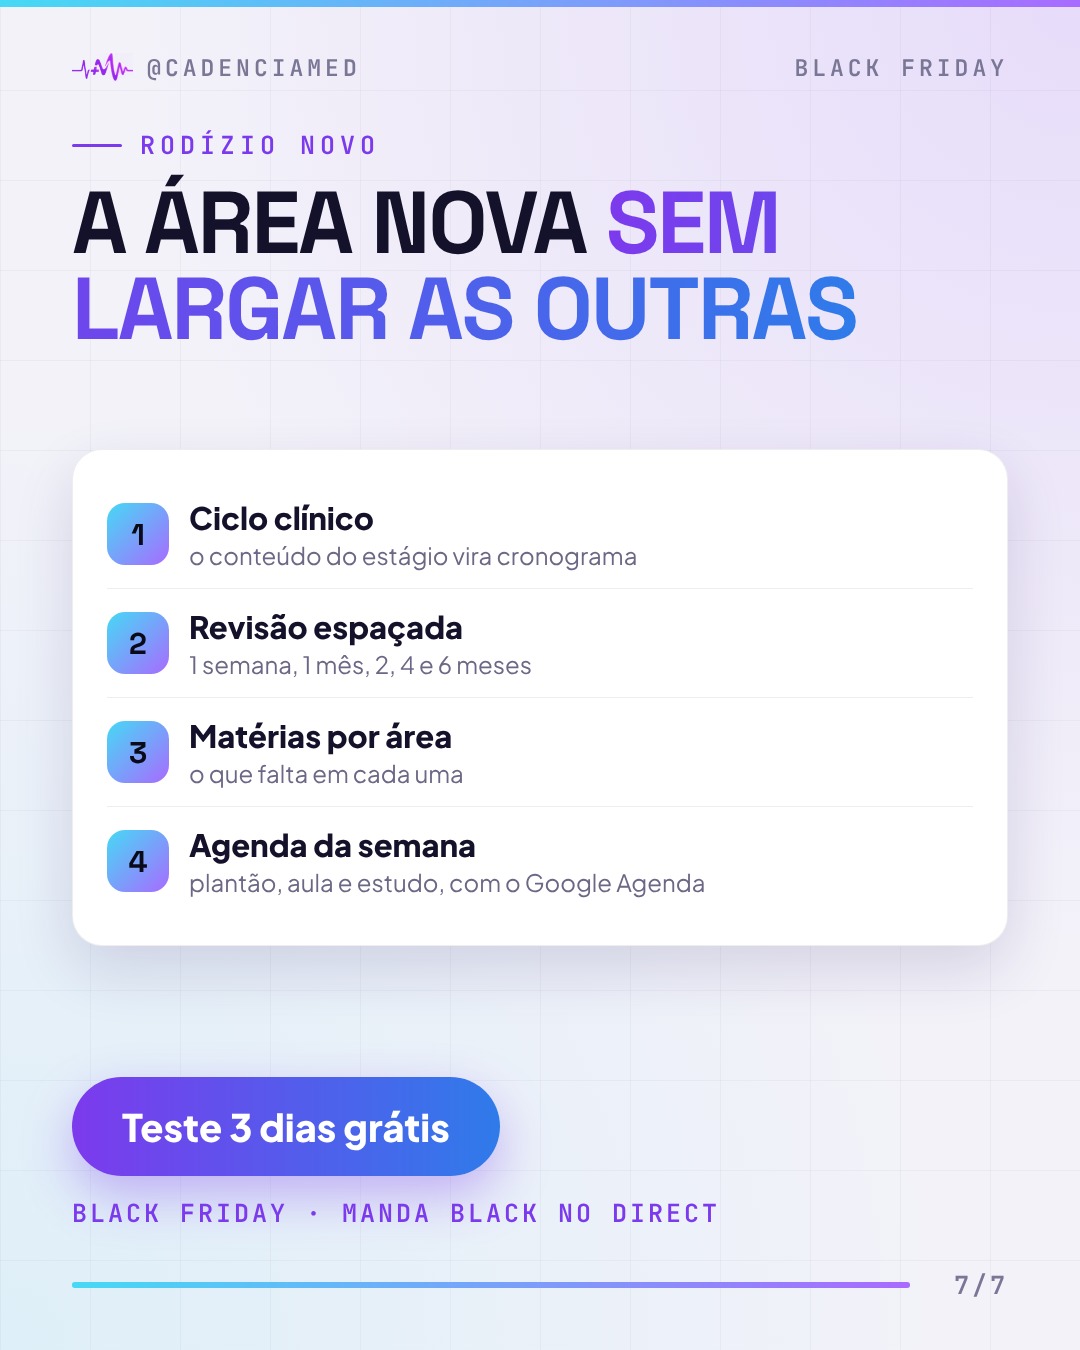 @CADENCIAMED
BLACK FRIDAY
RODÍZIO NOVO
A ÁREA NOVA SEM
LARGAR AS OUTRAS
1
Ciclo clínico
o conteúdo do estágio vira cronograma
2
Revisão espaçada
1 semana, 1 mês, 2, 4 e 6 meses
3
Matérias por área
o que falta em cada uma
4
Agenda da semana
plantão, aula e estudo, com o Google Agenda
Teste 3 dias grátis
BLACK FRIDAY · MANDA BLACK NO DIRECT
7/7